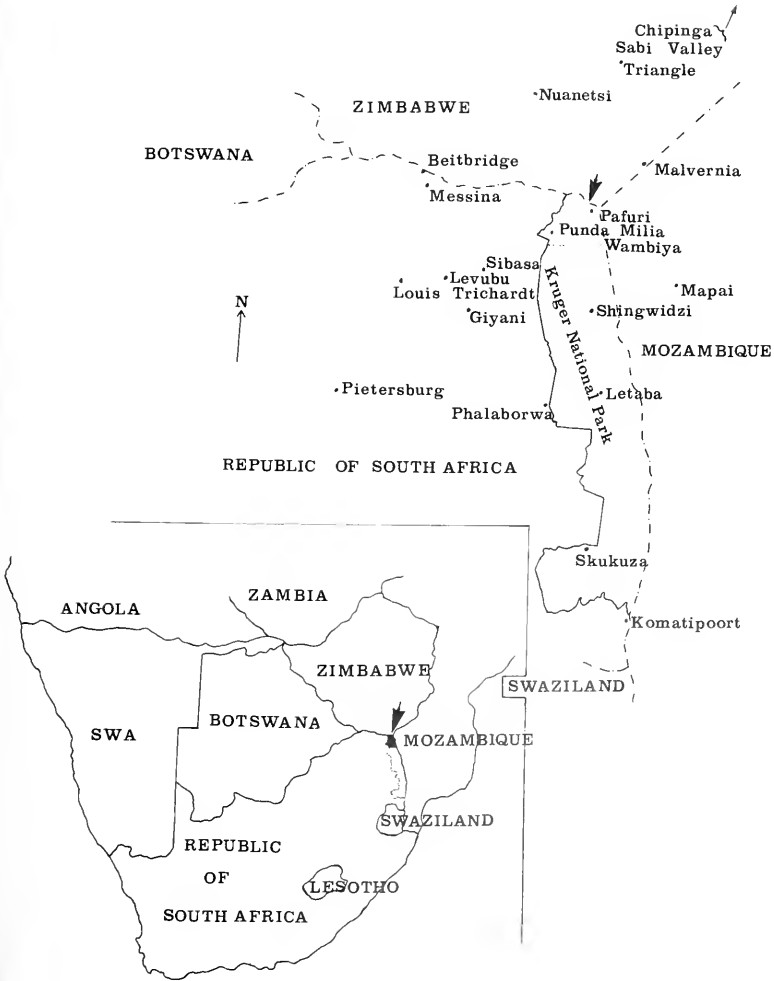 Chipinga
Sabi Valley
Triangle
Nuanetsi
ZIMBABWE
BOTSWANA
Beitbridge
Malvernia
Messina
Pafuri
Punda Milia
Wambiya
Sibasa
Levubu
Louis Trichardt
Mapai
N
Giyani
Shingwidzi
Kruger National Park
MOZAMBIQUE
Pietersburg
Letaba
Phalaborwa
REPUBLIC OF SOUTH AFRICA
Skukuza
Komatipoort
SWAZILAND
ZAMBIA
ANGOLA
ZIMBABWE
BOTSWANA
SWA
MOZAMBIQUE
SWAZILAND
REPUBLIC
OF
SOUTH AFRICA
LESOTHO